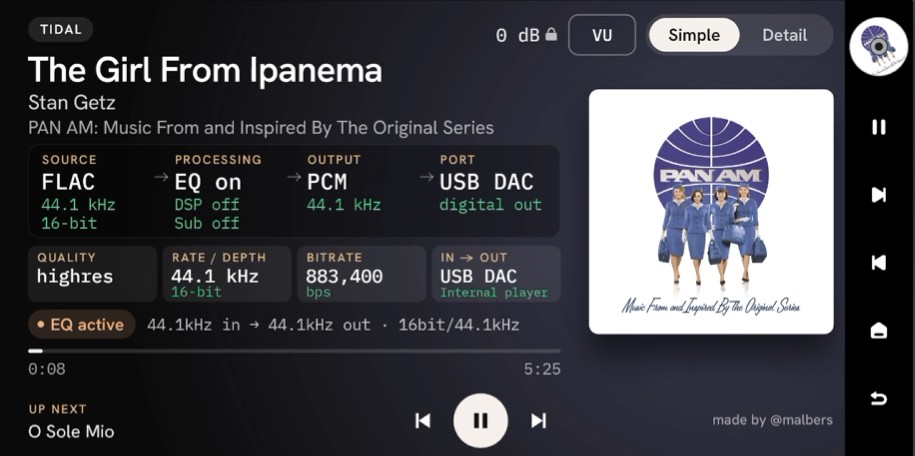 TIDAL
0 dB
VU
Simple
Detail
The Girl From Ipanema
Stan Getz
PAN AM: Music From and Inspired By The Original Series
SOURCE
FLAC
44.1 kHz
16-bit
→
PROCESSING
EQ on
DSP off
Sub off
→
OUTPUT
PCM
44.1 kHz
→
PORT
USB DAC
digital out
QUALITY
highres
RATE / DEPTH
44.1 kHz
16-bit
BITRATE
883,400
bps
IN → OUT
USB DAC
Internal player
• EQ active
44.1kHz in → 44.1kHz out · 16bit/44.1kHz
0:08
5:25
UP NEXT
O Sole Mio
PAN AM
Music From and Inspired By The Original Series
made by @malbers